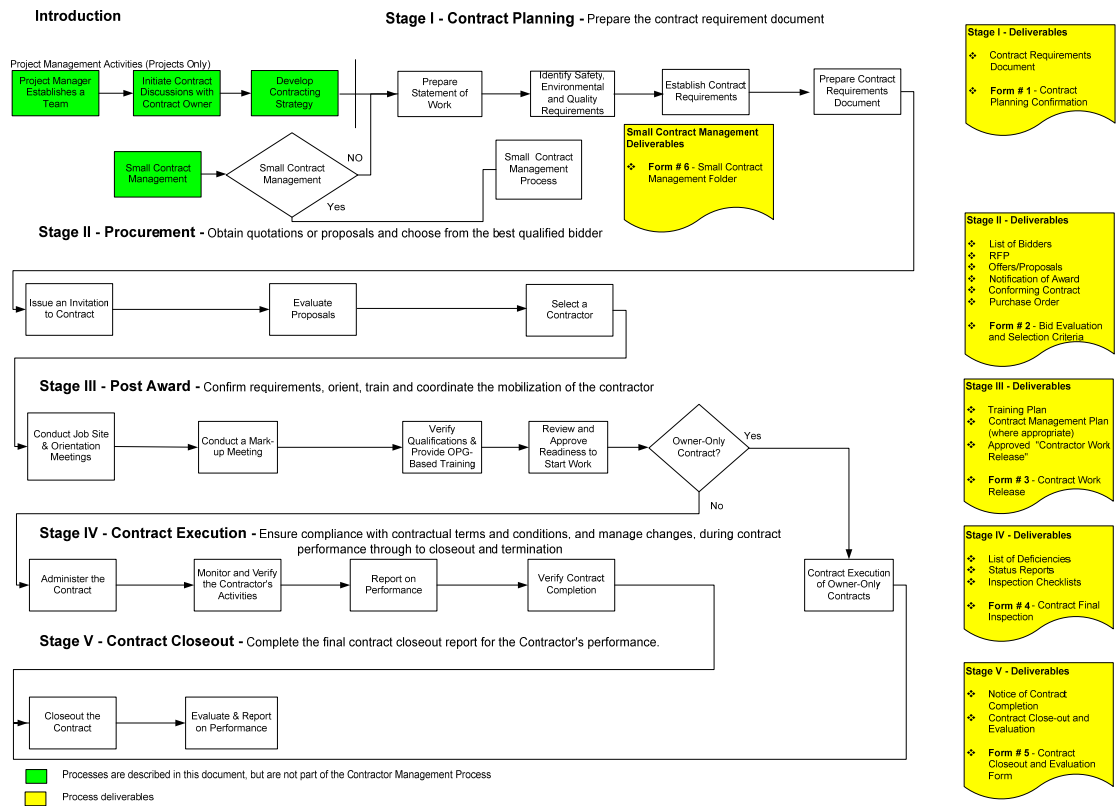 Introduction
Stage I - Contract Planning - Prepare the contract requirement document
Project Management Activities (Projects Only)
Project Manager
Establishes a
Team
Initiate Contract
Discussions with
Contract Owner
Develop
Contracting
Strategy
Prepare
Statement of
Work
Identify Safety,
Environmental
and Quality
Requirements
Establish Contract
Requirements
Prepare Contract
Requirements
Document
Small Contract
Management
Small Contract
Management
NO
Yes
Small Contract
Management
Process
Small Contract Management
Deliverables
❖ Form # 6 - Small Contract
Management Folder
Stage I - Deliverables
❖ Contract Requirements
Document
❖ Form # 1 - Contract
Planning Confirmation
Stage II - Procurement - Obtain quotations or proposals and choose from the best qualified bidder
Issue an Invitation
to Contract
Evaluate
Proposals
Select a
Contractor
Stage II - Deliverables
❖ List of Bidders
❖ RFP
❖ Offers/Proposals
❖ Notification of Award
❖ Conforming Contract
❖ Purchase Order
❖ Form # 2 - Bid Evaluation
and Selection Criteria
Stage III - Post Award - Confirm requirements, orient, train and coordinate the mobilization of the contractor
Conduct Job Site
& Orientation
Meetings
Conduct a Mark-
up Meeting
Verify
Qualifications &
Provide OPG-
Based Training
Review and
Approve
Readiness to
Start Work
Owner-Only
Contract?
Yes
No
Stage III - Deliverables
❖ Training Plan
❖ Contract Management Plan
(where appropriate)
❖ Approved "Contractor Work
Release"
❖ Form # 3 - Contract Work
Release
Stage IV - Contract Execution - Ensure compliance with contractual terms and conditions, and manage changes, during contract
performance through to closeout and termination
Administer the
Contract
Monitor and Verify
the Contractor's
Activities
Report on
Performance
Verify Contract
Completion
Contract Execution
of Owner-Only
Contracts
Stage IV - Deliverables
❖ List of Deficiencies
❖ Status Reports
❖ Inspection Checklists
❖ Form # 4 - Contract Final
Inspection
Stage V - Contract Closeout - Complete the final contract closeout report for the Contractor's performance.
Closeout the
Contract
Evaluate & Report
on Performance
Stage V - Deliverables
❖ Notice of Contract
Completion
❖ Contract Close-out and
Evaluation
❖ Form # 5 - Contract
Closeout and Evaluation
Form
Processes are described in this document, but are not part of the Contractor Management Process
Process deliverables